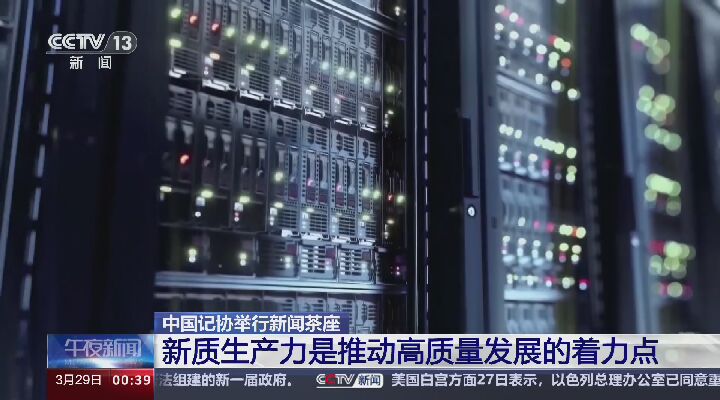 CCTV 13
新闻
中国记协举行新闻茶座
午夜新闻
新质生产力是推动高质量发展的着力点
3月29日 00:39 法组建的新一届政府。 CCTV 新闻 美国白宫方面27日表示，以色列总理办公室已同意重